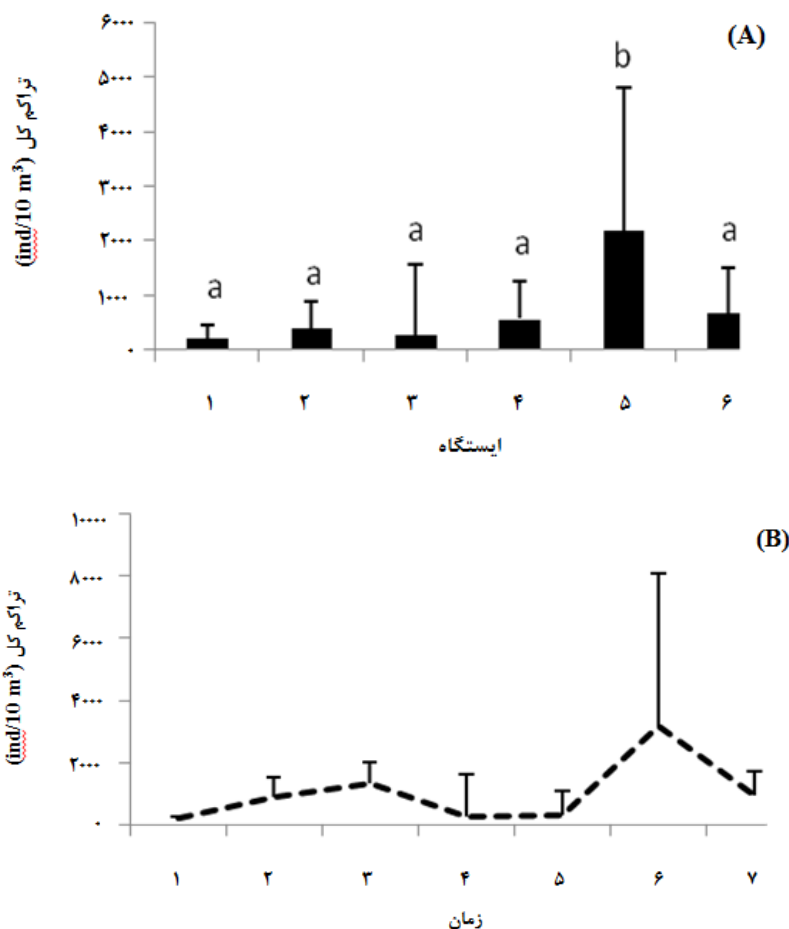 (A)
تراکم کل (ind/10 m³)
۶۰۰۰
۵۰۰۰
۴۰۰۰
۳۰۰۰
۲۰۰۰
۱۰۰۰
۰
a
a
a
a
b
a
۱ ۲ ۳ ۴ ۵ ۶
ایستگاه
(B)
تراکم کل (ind/10 m³)
۱۰۰۰۰
۸۰۰۰
۶۰۰۰
۴۰۰۰
۲۰۰۰
۰
۱ ۲ ۳ ۴ ۵ ۶ ۷
زمان